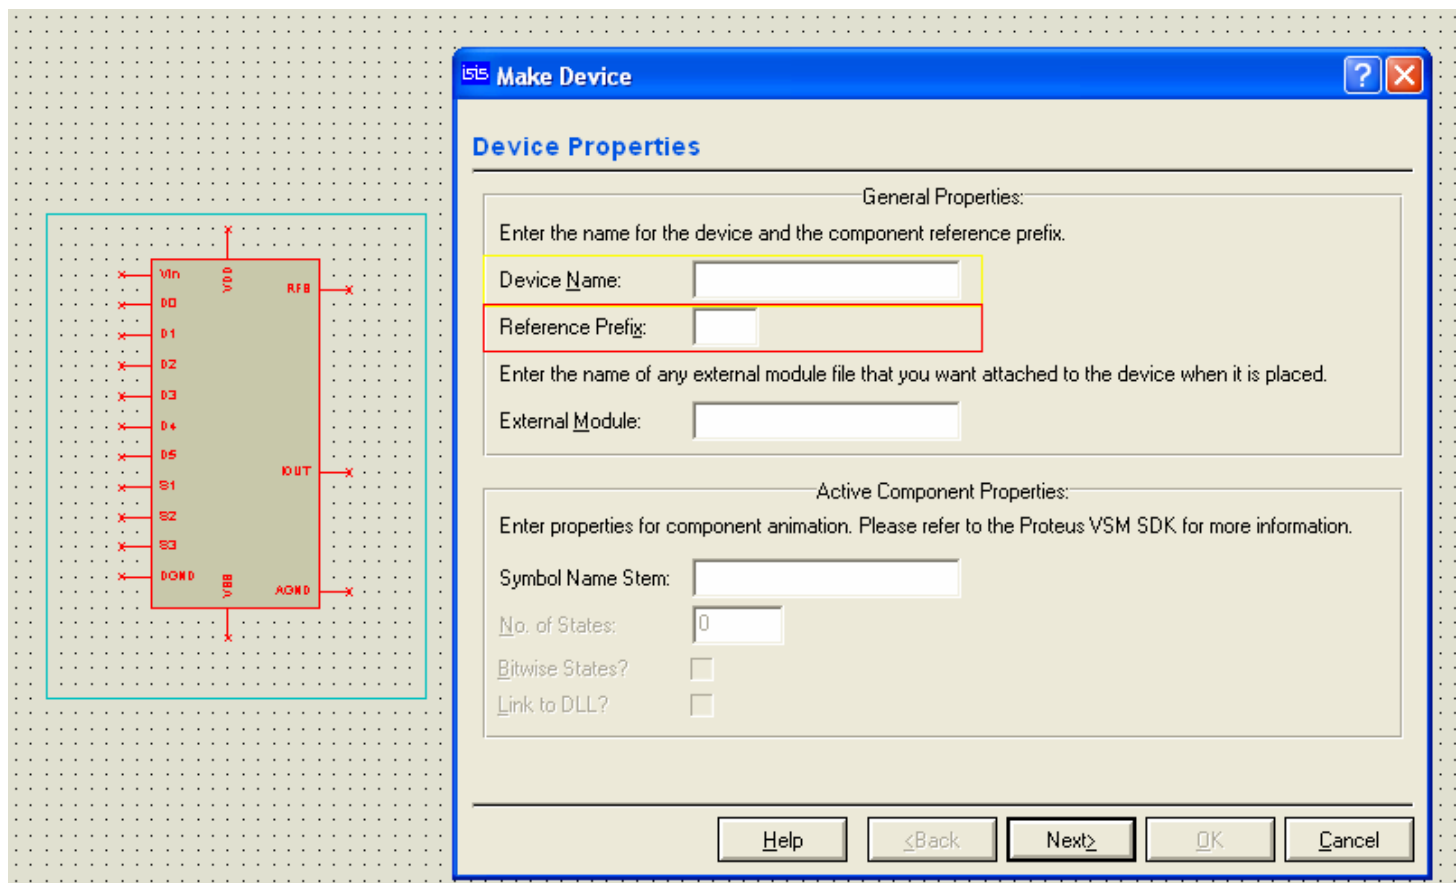 isis Make Device
Device Properties
General Properties:
Enter the name for the device and the component reference prefix.
Device Name:
Reference Prefix:
Enter the name of any external module file that you want attached to the device when it is placed.
External Module:
Active Component Properties:
Enter properties for component animation. Please refer to the Proteus VSM SDK for more information.
Symbol Name Stem:
No. of States: 0
Bitwise States?
Link to DLL?
Help <Back Next> OK Cancel
Vin
VDD
RFB
D0
D1
D2
D3
D4
D5
IOUT
S1
S2
S3
DGND
VBB
AGND